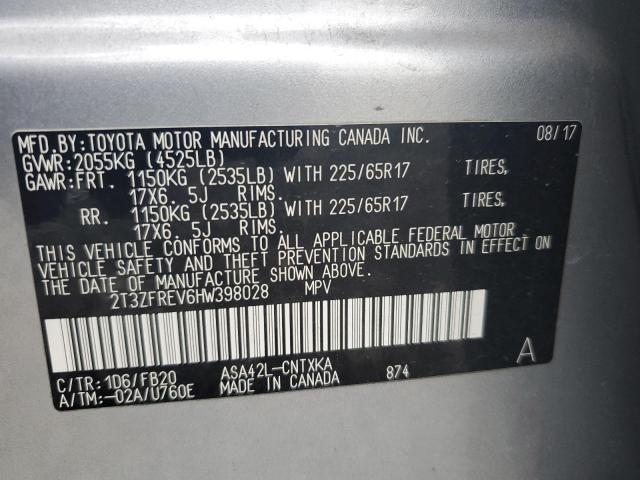 MFD.BY:TOYOTA MOTOR MANUFACTURING CANADA INC. 08/17
GVWR:2055KG (4525LB)
GAWR:FRT. 1150KG (2535LB) WITH 225/65R17 TIRES,
17X6. 5J RIMS.
RR. 1150KG (2535LB) WITH 225/65R17 TIRES,
17X6. 5J RIMS.
THIS VEHICLE CONFORMS TO ALL APPLICABLE FEDERAL MOTOR
VEHICLE SAFETY AND THEFT PREVENTION STANDARDS IN EFFECT ON
THE DATE OF MANUFACTURE SHOWN ABOVE.
2T3ZFREV6HW398028 MPV
C/TR:1D6/FB20 ASA42L-CNTXKA 874 A
A/TM:-02A/U760E MADE IN CANADA